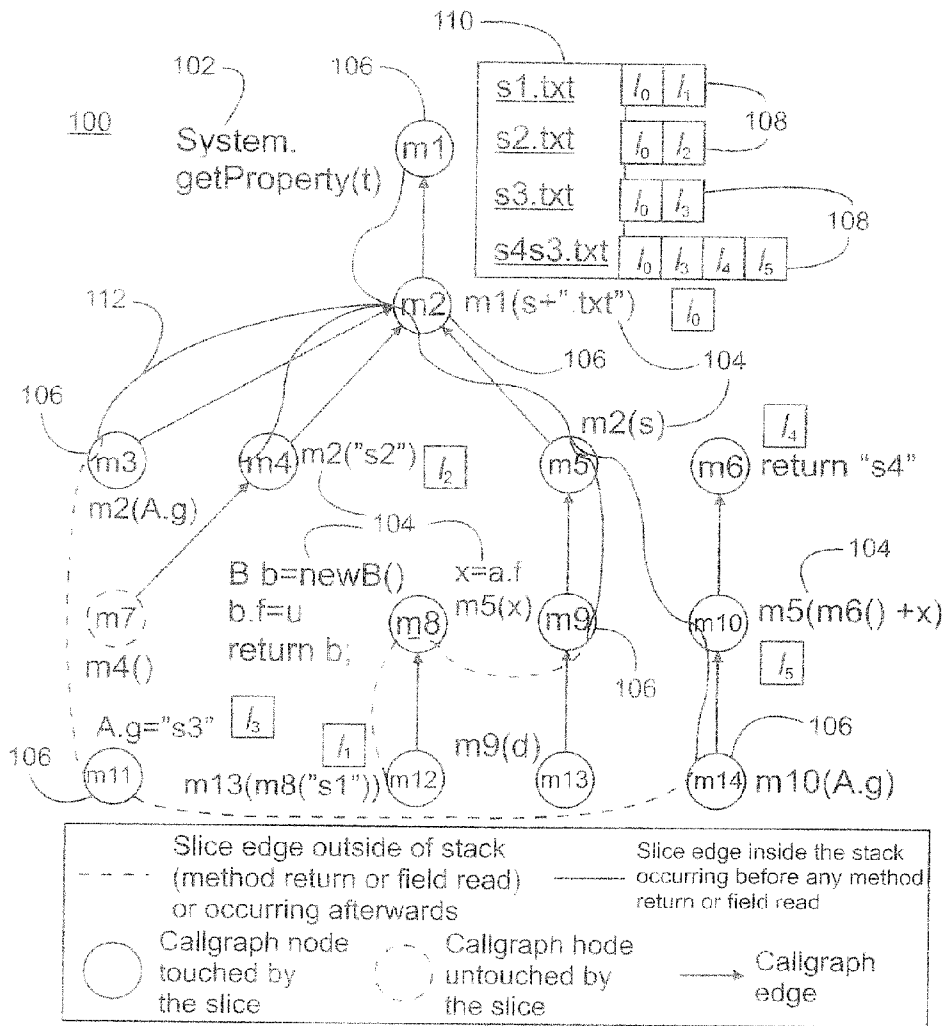 110
102
106
s1.txt l0 l1
100
System.
getProperty(t)
m1
108
s2.txt l0 l2
s3.txt l0 l3
108
s4s3.txt l0 l3 l4 l5
m2 m1(s+".txt") l0
112
106 104
106
m2(s)
l4
m3 m4 m2("s2") l2 m5 m6 return "s4"
m2(A.g)
104 104
B b=newB() x=a.f
b.f=u m8 m5(x) m9 m10 m5(m6() +x)
m7
return b;
m4()
106 l5
A.g="s3" l3
l1 m9(d) 106
106 m11 m13(m8("s1")) m12 m13 m14 m10(A.g)
Slice edge outside of stack
(method return or field read)
or occurring afterwards
Slice edge inside the stack
occurring before any method
return or field read
Callgraph node
touched by
the slice
Callgraph node
untouched by
the slice
Callgraph
edge